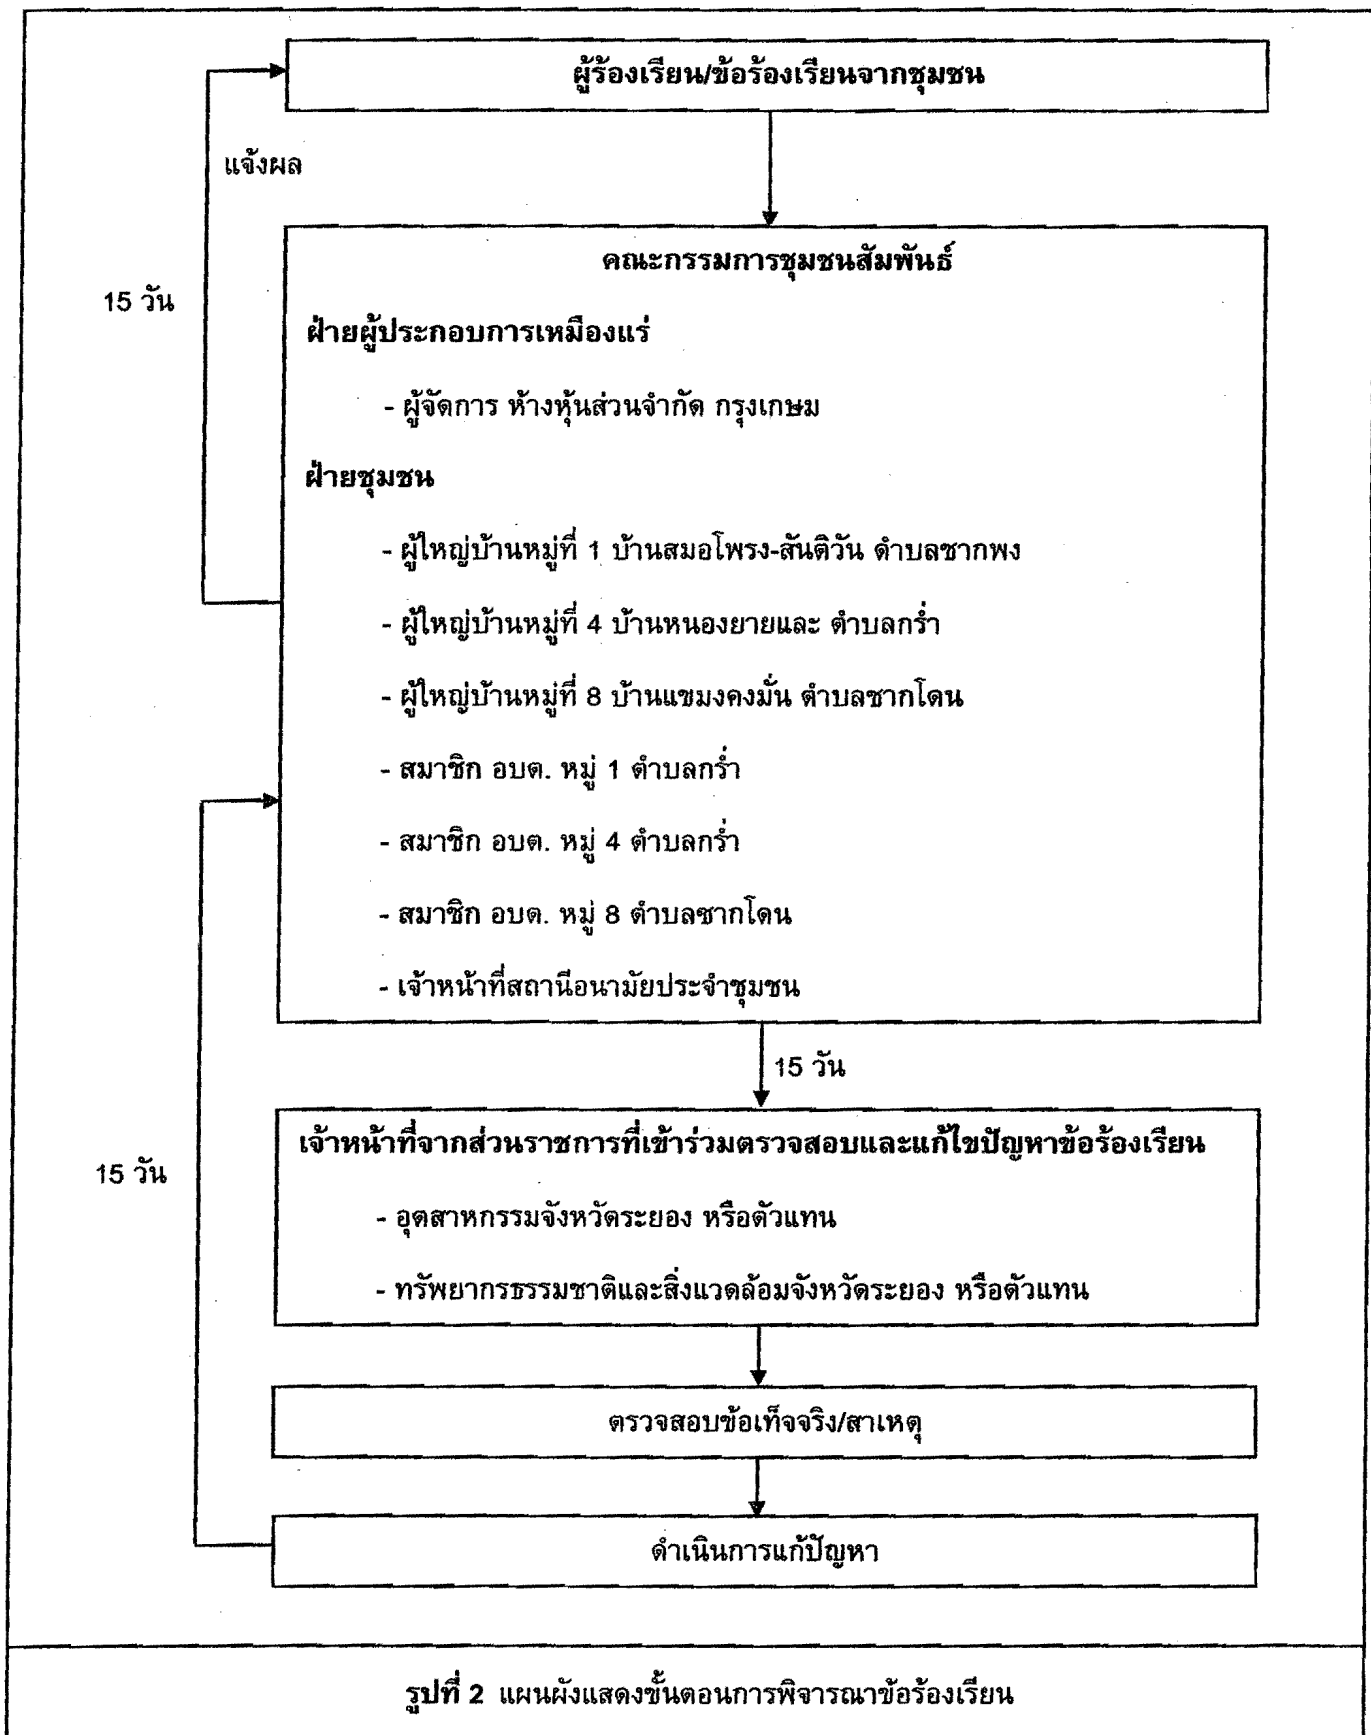 ผู้ร้องเรียน/ข้อร้องเรียนจากชุมชน
แจ้งผล
15 วัน
คณะกรรมการชุมชนสัมพันธ์
ฝ่ายผู้ประกอบการเหมืองแร่
- ผู้จัดการ ห้างหุ้นส่วนจำกัด กรุงเกษม
ฝ่ายชุมชน
- ผู้ใหญ่บ้านหมู่ที่ 1 บ้านสมอโพรง-สันติวัน ตำบลชากพง
- ผู้ใหญ่บ้านหมู่ที่ 4 บ้านหนองยายและ ตำบลกร่ำ
- ผู้ใหญ่บ้านหมู่ที่ 8 บ้านแขมงคงมั่น ตำบลชากโดน
- สมาชิก อบต. หมู่ 1 ตำบลกร่ำ
- สมาชิก อบต. หมู่ 4 ตำบลกร่ำ
- สมาชิก อบต. หมู่ 8 ตำบลชากโดน
- เจ้าหน้าที่สถานีอนามัยประจำชุมชน
15 วัน
เจ้าหน้าที่จากส่วนราชการที่เข้าร่วมตรวจสอบและแก้ไขปัญหาข้อร้องเรียน
15 วัน
- อุตสาหกรรมจังหวัดระยอง หรือตัวแทน
- ทรัพยากรธรรมชาติและสิ่งแวดล้อมจังหวัดระยอง หรือตัวแทน
ตรวจสอบข้อเท็จจริง/สาเหตุ
ดำเนินการแก้ปัญหา
รูปที่ 2 แผนผังแสดงขั้นตอนการพิจารณาข้อร้องเรียน